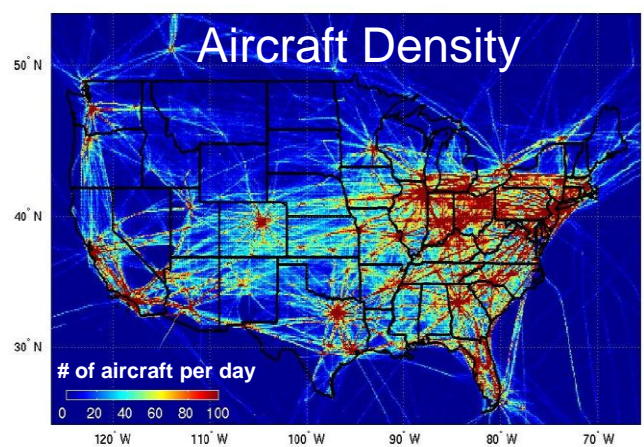 Aircraft Density
50° N
40° N
30° N
# of aircraft per day
0 20 40 60 80 100
120° W 110° W 100° W 90° W 80° W 70° W